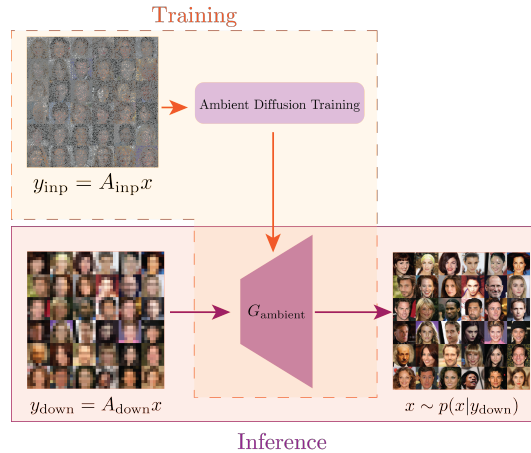 Training
Ambient Diffusion Training
y_inp = A_inp x
G_ambient
y_down = A_down x
x ∼ p(x|y_down)
Inference